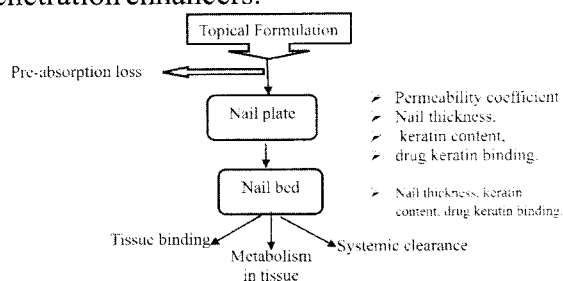 penetration enhancers.
Topical Formulation
Pre-absorption loss
Nail plate
➤ Permeability coefficient
➤ Nail thickness,
➤ keratin content,
➤ drug keratin binding.
Nail bed
➤ Nail thickness, keratin
content, drug keratin binding.
Tissue binding
Metabolism
in tissue
Systemic clearance